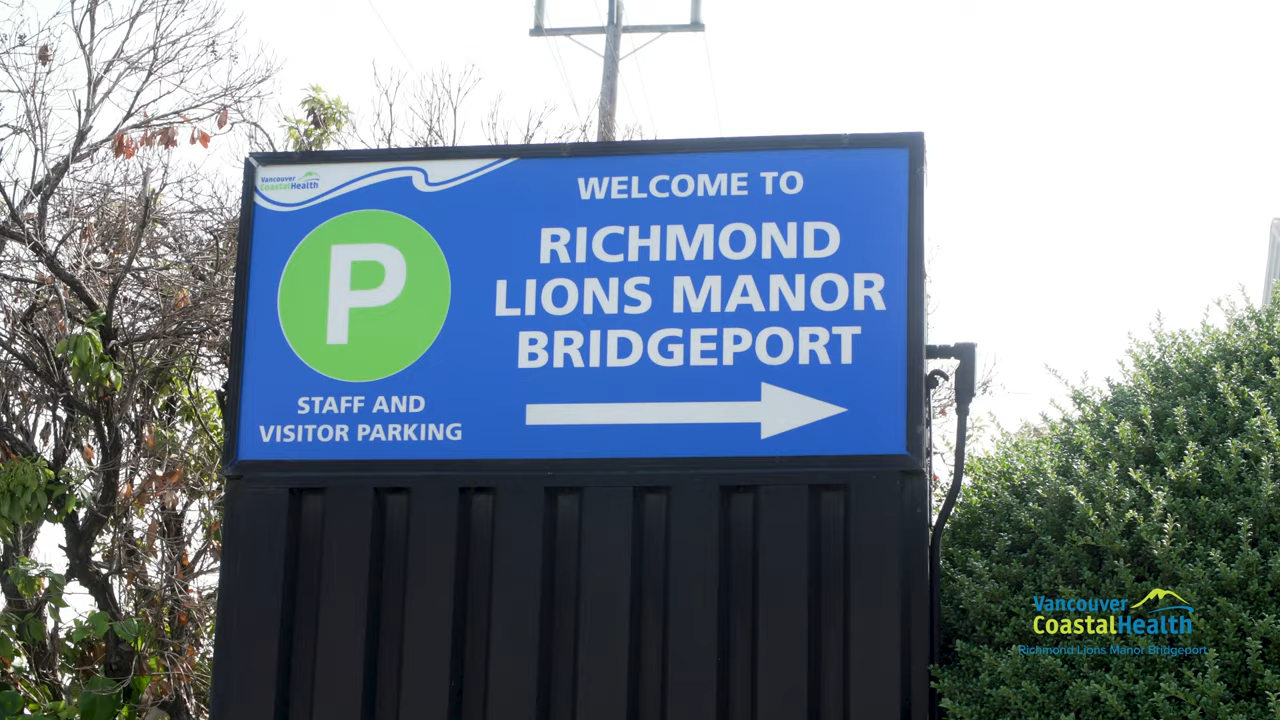 Vancouver
CoastalHealth
WELCOME TO
RICHMOND
LIONS MANOR
BRIDGEPORT
P
STAFF AND
VISITOR PARKING
Vancouver
CoastalHealth
Richmond Lions Manor Bridgeport